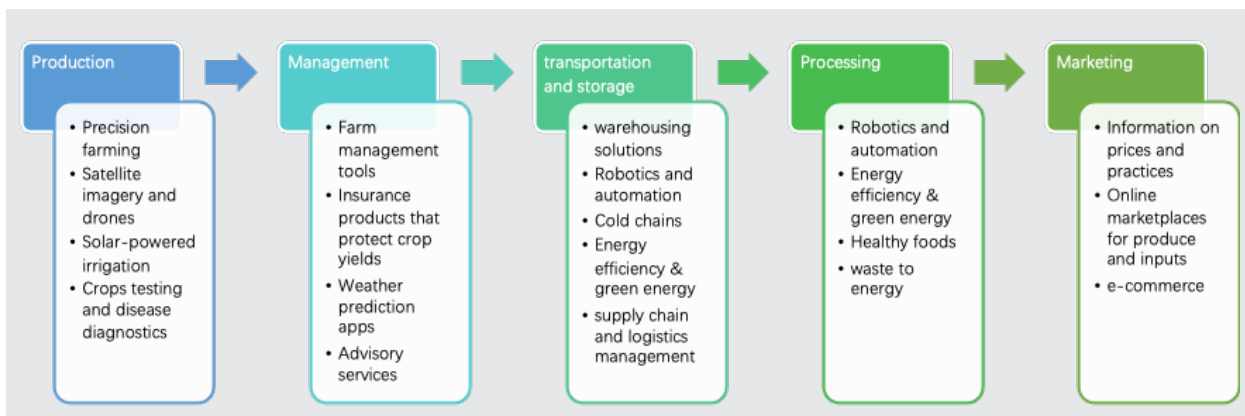 Production
• Precision
farming
• Satellite
imagery and
drones
• Solar-powered
irrigation
• Crops testing
and disease
diagnostics
Management
• Farm
management
tools
• Insurance
products that
protect crop
yields
• Weather
prediction
apps
• Advisory
services
transportation
and storage
• warehousing
solutions
• Robotics and
automation
• Cold chains
• Energy
efficiency &
green energy
• supply chain
and logistics
management
Processing
• Robotics and
automation
• Energy
efficiency &
green energy
• Healthy foods
• waste to
energy
Marketing
• Information on
prices and
practices
• Online
marketplaces
for produce
and inputs
• e-commerce